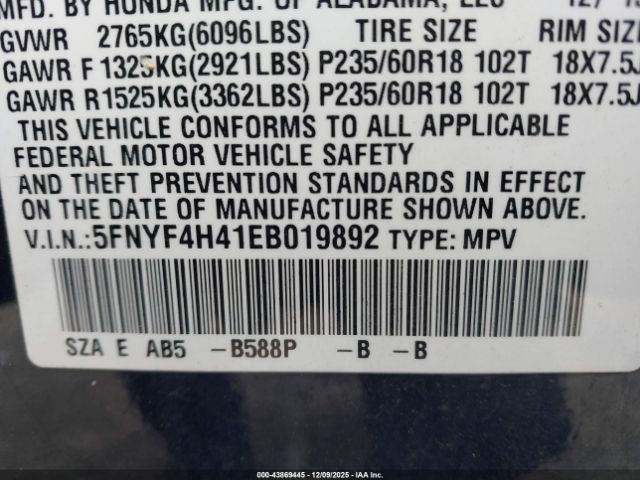 MFD. BY HONDA MFG. OF ALABAMA, LLC
GVWR 2765KG(6096LBS) TIRE SIZE RIM SIZE
GAWR F 1325KG(2921LBS) P235/60R18 102T 18X7.5J
GAWR R 1525KG(3362LBS) P235/60R18 102T 18X7.5J
THIS VEHICLE CONFORMS TO ALL APPLICABLE
FEDERAL MOTOR VEHICLE SAFETY
AND THEFT PREVENTION STANDARDS IN EFFECT
ON THE DATE OF MANUFACTURE SHOWN ABOVE.
V.I.N.:5FNYF4H41EB019892 TYPE: MPV
SZA E AB5 -B588P -B -B
000-43869445 - 12/09/2025 - IAA Inc.